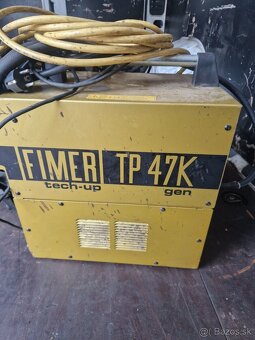 FIMER TP 47K
tech-up gen
© Bazos.sk